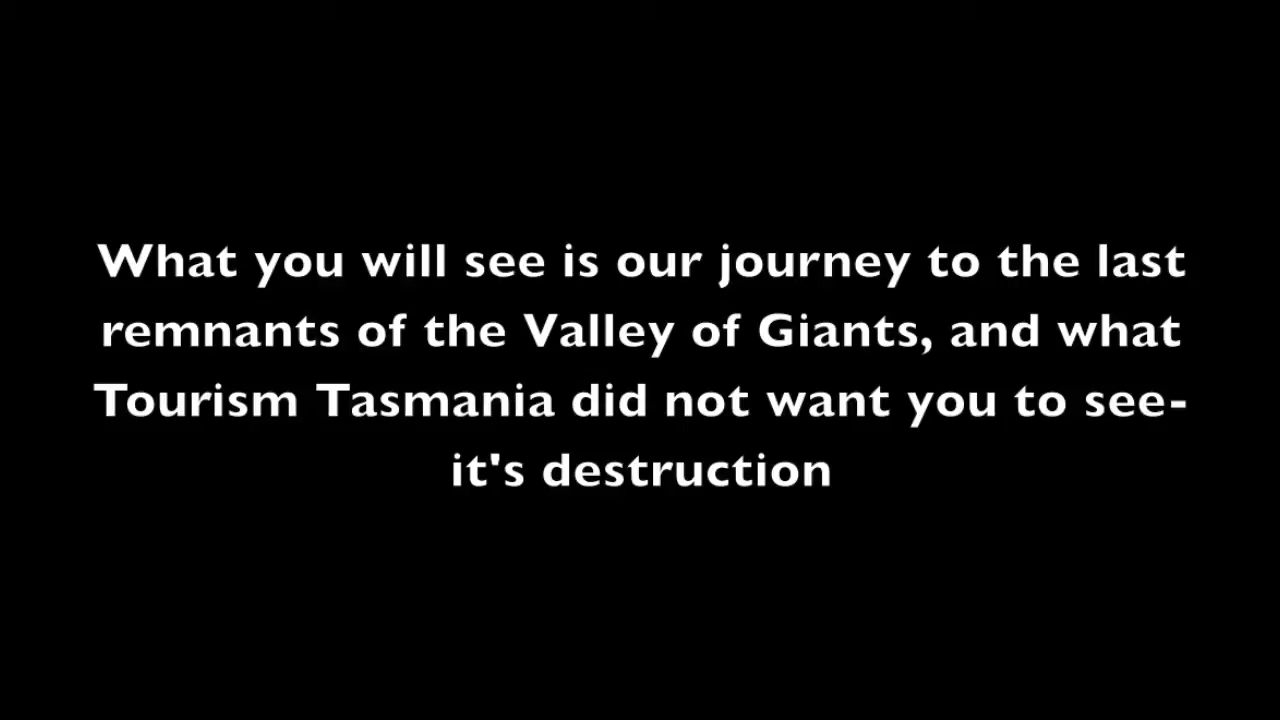 What you will see is our journey to the last
remnants of the Valley of Giants, and what
Tourism Tasmania did not want you to see-
it's destruction